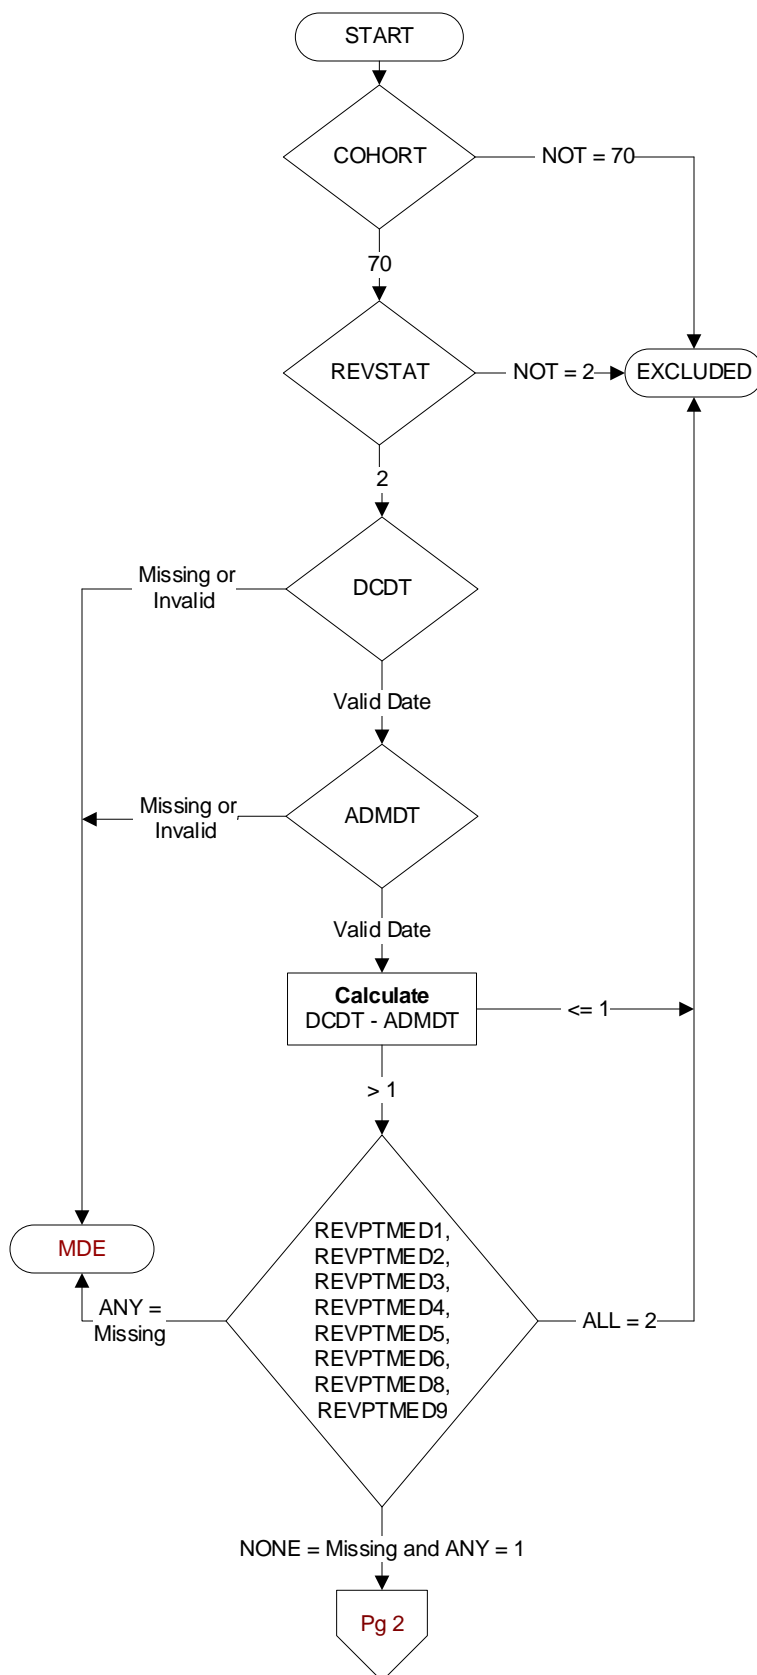 START
COHORT
NOT = 70
70
REVSTAT
NOT = 2
EXCLUDED
2
Missing or
Invalid
DCDT
Valid Date
Missing or
Invalid
ADMDT
Valid Date
Calculate
DCDT - ADMDT
<= 1
> 1
MDE
REVPTMED1,
REVPTMED2,
REVPTMED3,
REVPTMED4,
REVPTMED5,
REVPTMED6,
REVPTMED8,
REVPTMED9
ANY =
Missing
ALL = 2
NONE = Missing and ANY = 1
Pg 2